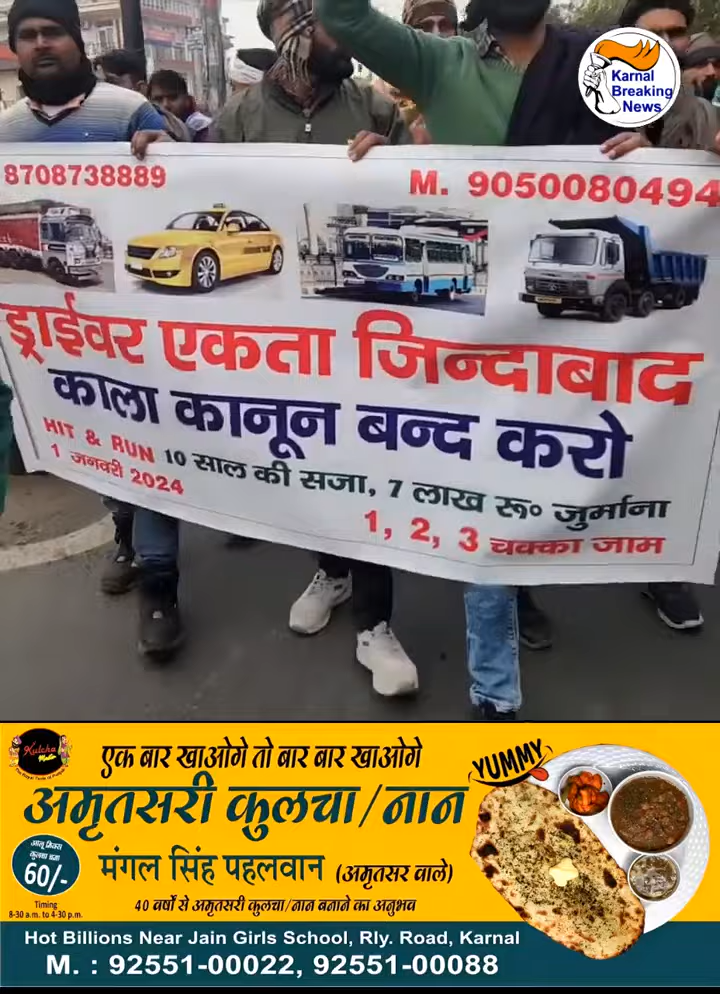 Karnal
Breaking
News
8708738889
M. 9050080494
ड्राईवर एकता जिन्दाबाद
काला कानून बन्द करो
HIT & RUN 10 साल की सजा, 7 लाख रू० जुर्माना
1 जनवरी 2024
1, 2, 3 चक्का जाम
Kulcha
एक बार खाओगे तो बार बार खाओगे
YUMMY
अमृतसरी कुलचा/नान
60/-
मंगल सिंह पहलवान (अमृतसर वाले)
Timing
8-30 a.m. to 4-30 p.m.
40 वर्षो से अमृतसरी कुलचा/नान बनाने का अनुभव
Hot Billions Near Jain Girls School, Rly. Road, Karnal
M. : 92551-00022, 92551-00088